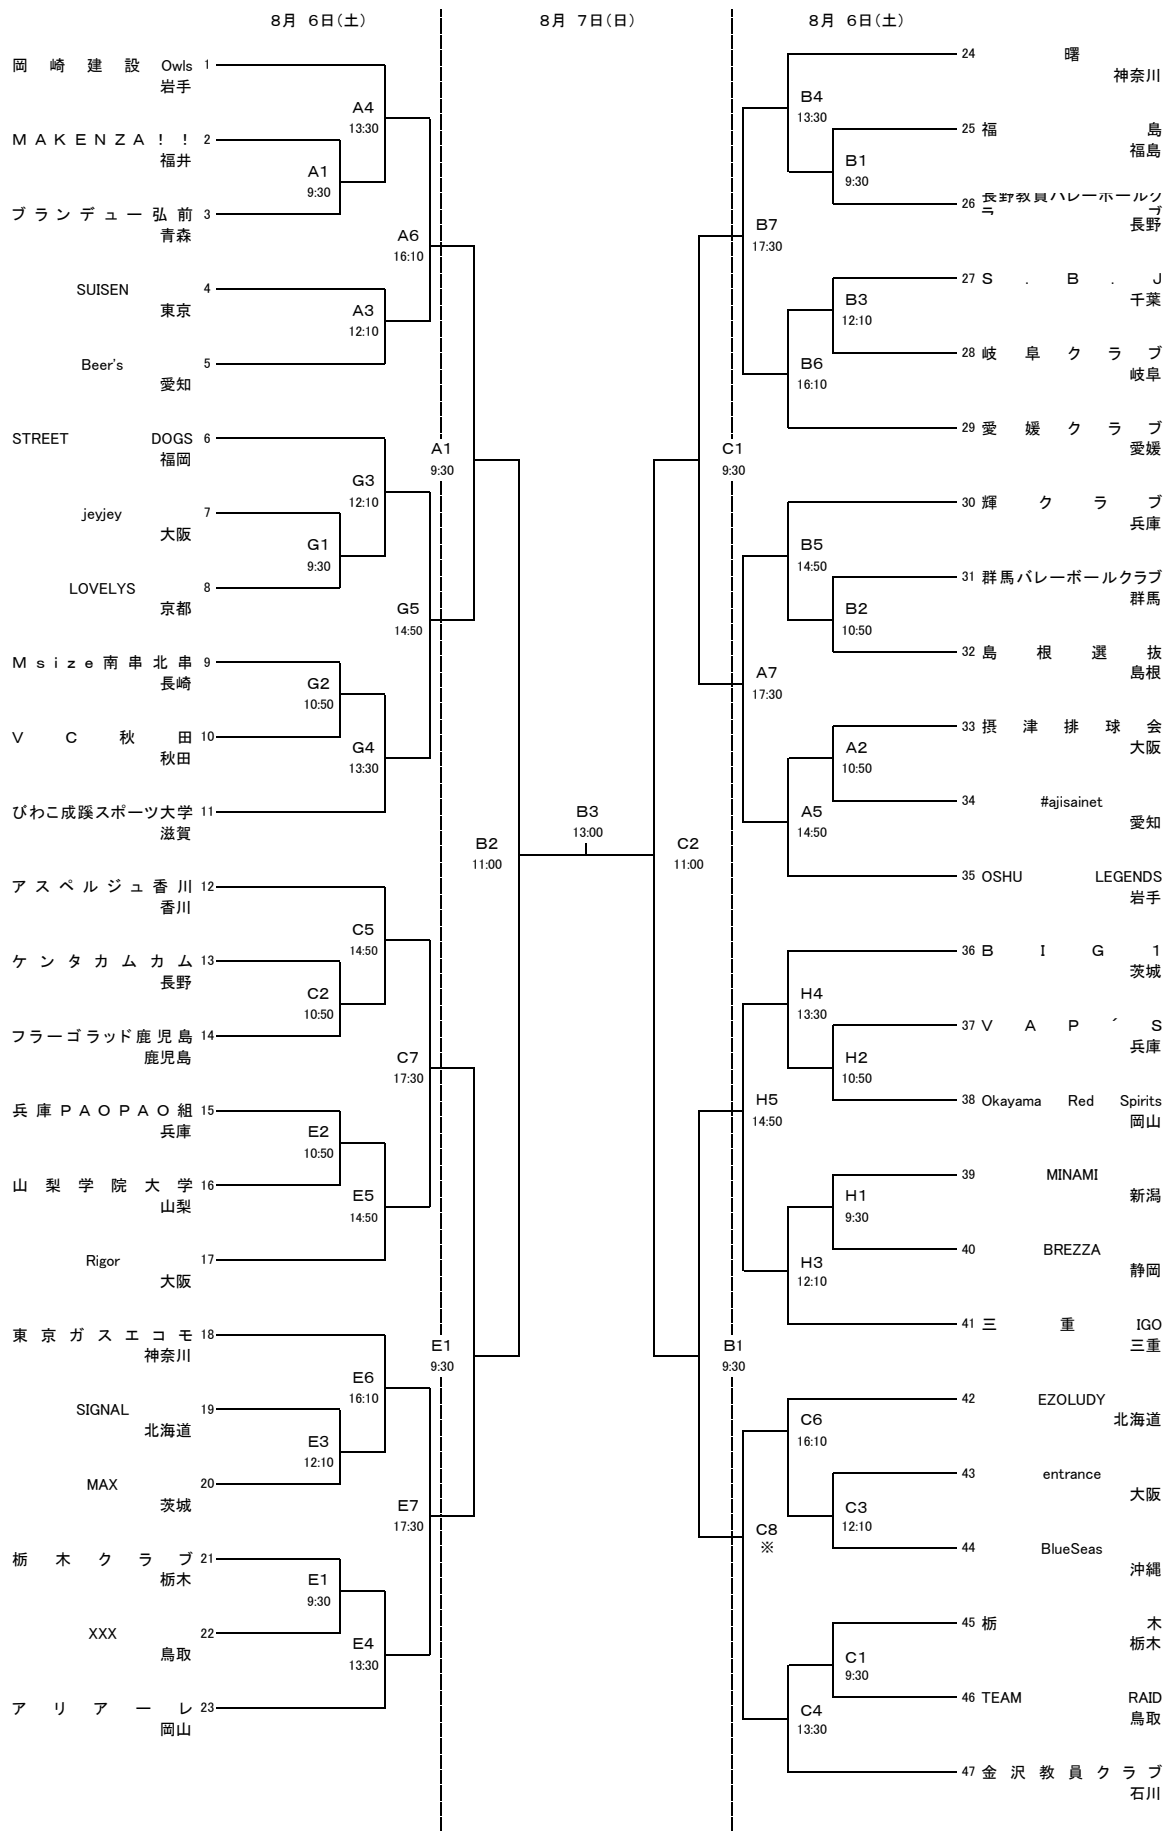 8月 6日(土)
8月 7日(日)
8月 6日(土)
岡崎建設 Owls 1
岩手
MAKENZA!! 2
福井
ブランデュー弘前 3
青森
SUISEN 4
東京
Beer's 5
愛知
STREET DOGS 6
福岡
jeyjey 7
大阪
LOVELYS 8
京都
Msize南串北串 9
長崎
VC秋田 10
秋田
びわこ成蹊スポーツ大学 11
滋賀
アスペルジュ香川 12
香川
ケンタカムカム 13
長野
フラーゴラッド鹿児島 14
鹿児島
兵庫PAOPAO組 15
兵庫
山梨学院大学 16
山梨
Rigor 17
大阪
東京ガスエコモ 18
神奈川
SIGNAL 19
北海道
MAX 20
茨城
栃木クラブ 21
栃木
XXX 22
鳥取
アリアーレ 23
岡山
A1
9:30
G1
9:30
G2
10:50
C2
10:50
E2
10:50
E3
12:10
E1
9:30
A4
13:30
A3
12:10
G3
12:10
G4
13:30
C5
14:50
E5
14:50
E6
16:10
E4
13:30
A6
16:10
G5
14:50
C7
17:30
E7
17:30
A1
9:30
E1
9:30
B2
11:00
B3
13:00
C2
11:00
C1
9:30
B1
9:30
B7
17:30
A7
17:30
H5
14:50
C8
※
B4
13:30
B6
16:10
B5
14:50
A5
14:50
H4
13:30
H3
12:10
C6
16:10
C4
13:30
B1
9:30
B3
12:10
B2
10:50
A2
10:50
H2
10:50
H1
9:30
C3
12:10
C1
9:30
24 曙
神奈川
25 福島
福島
26 長野教員バレーボールク
ラブ
長野
27 S.B.J
千葉
28 岐阜クラブ
岐阜
29 愛媛クラブ
愛媛
30 輝クラブ
兵庫
31 群馬バレーボールクラブ
群馬
32 島根選抜
島根
33 摂津排球会
大阪
34 #ajisainet
愛知
35 OSHU LEGENDS
岩手
36 BIG1
茨城
37 VAP´S
兵庫
38 Okayama Red Spirits
岡山
39 MINAMI
新潟
40 BREZZA
静岡
41 三重 IGO
三重
42 EZOLUDY
北海道
43 entrance
大阪
44 BlueSeas
沖縄
45 栃木
栃木
46 TEAM RAID
鳥取
47 金沢教員クラブ
石川